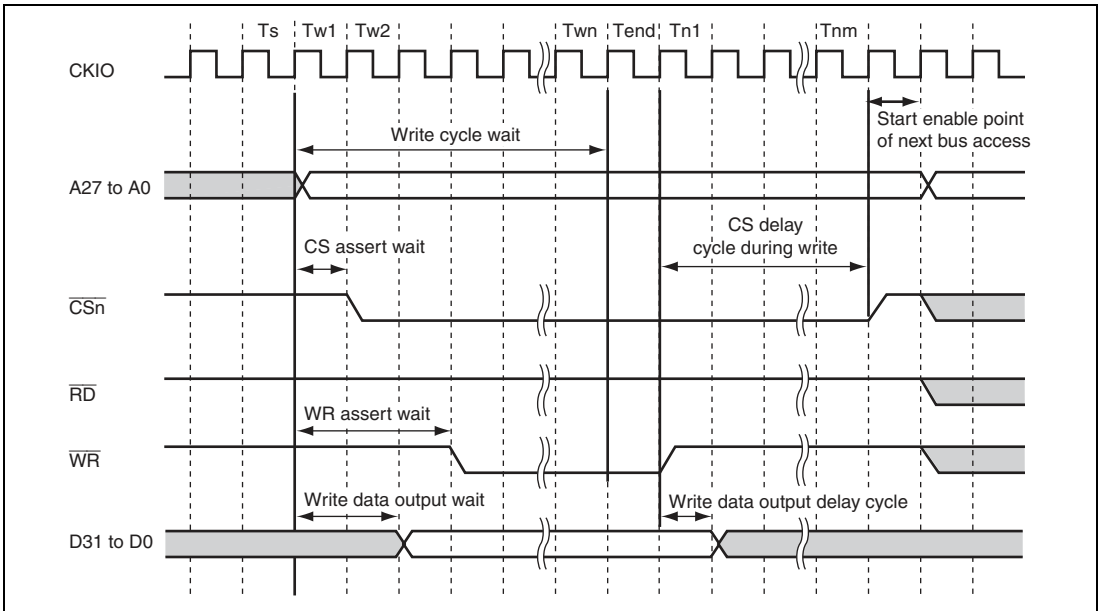 Ts Tw1 Tw2 Twn Tend Tn1 Tnm
CKIO
Start enable point
of next bus access
Write cycle wait
A27 to A0
CS delay
cycle during write
CS assert wait
CSn
RD
WR assert wait
WR
Write data output wait
Write data output delay cycle
D31 to D0